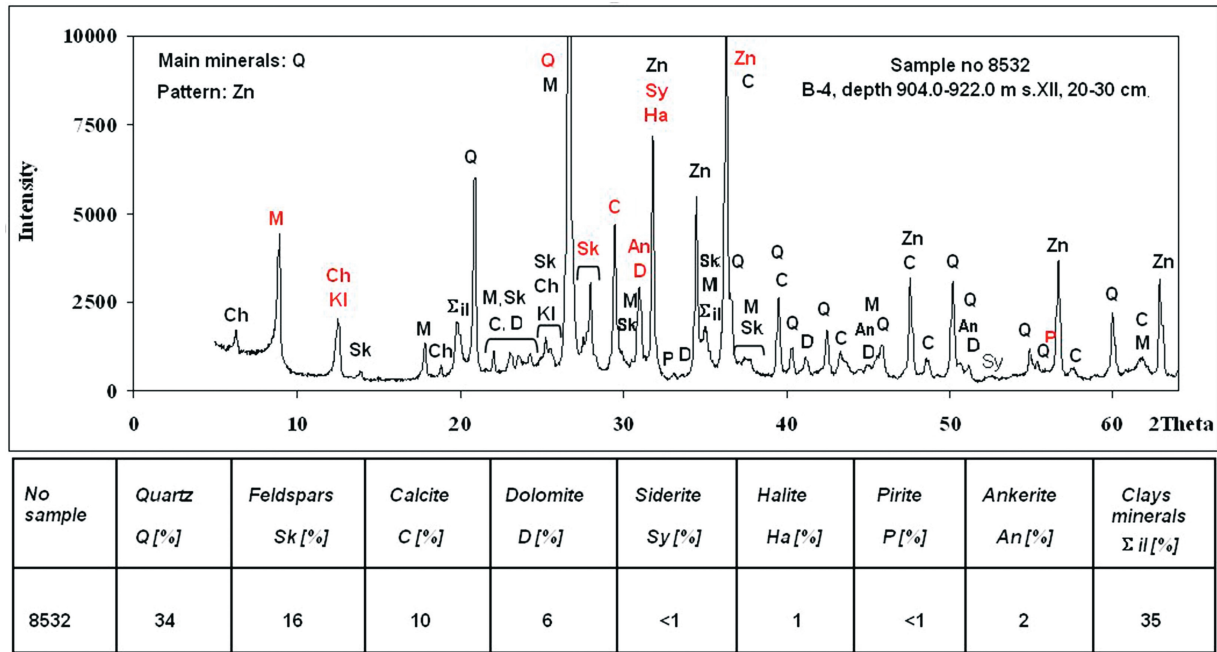 10000
7500
5000
2500
0
Intensity
Main minerals: Q
Pattern: Zn
Sample no 8532
B-4, depth 904.0-922.0 m s.XII, 20-30 cm.
Ch
M
Ch
Kl
Sk
M
Ch
Σil
Q
M, Sk
C, D
Sk
Ch
Kl
Q
M
Sk
C
M
Sk
An
D
Zn
Sy
Ha
P
D
Zn
Sk
M
Σil
Zn
C
Q
M
Sk
Q
C
Q
D
Q
C
M
An
D
Q
Zn
C
C
Q
Q
An
D
Sy
Q
Q
P
Zn
C
Q
C
M
Zn
0 10 20 30 40 50 60 2Theta
No Quartz Feldspars Calcite Dolomite Siderite Halite Pirite Ankerite Clays
sample Q [%] Sk [%] C [%] D [%] Sy [%] Ha [%] P [%] An [%] minerals
Σ il [%]
8532 34 16 10 6 <1 1 <1 2 35